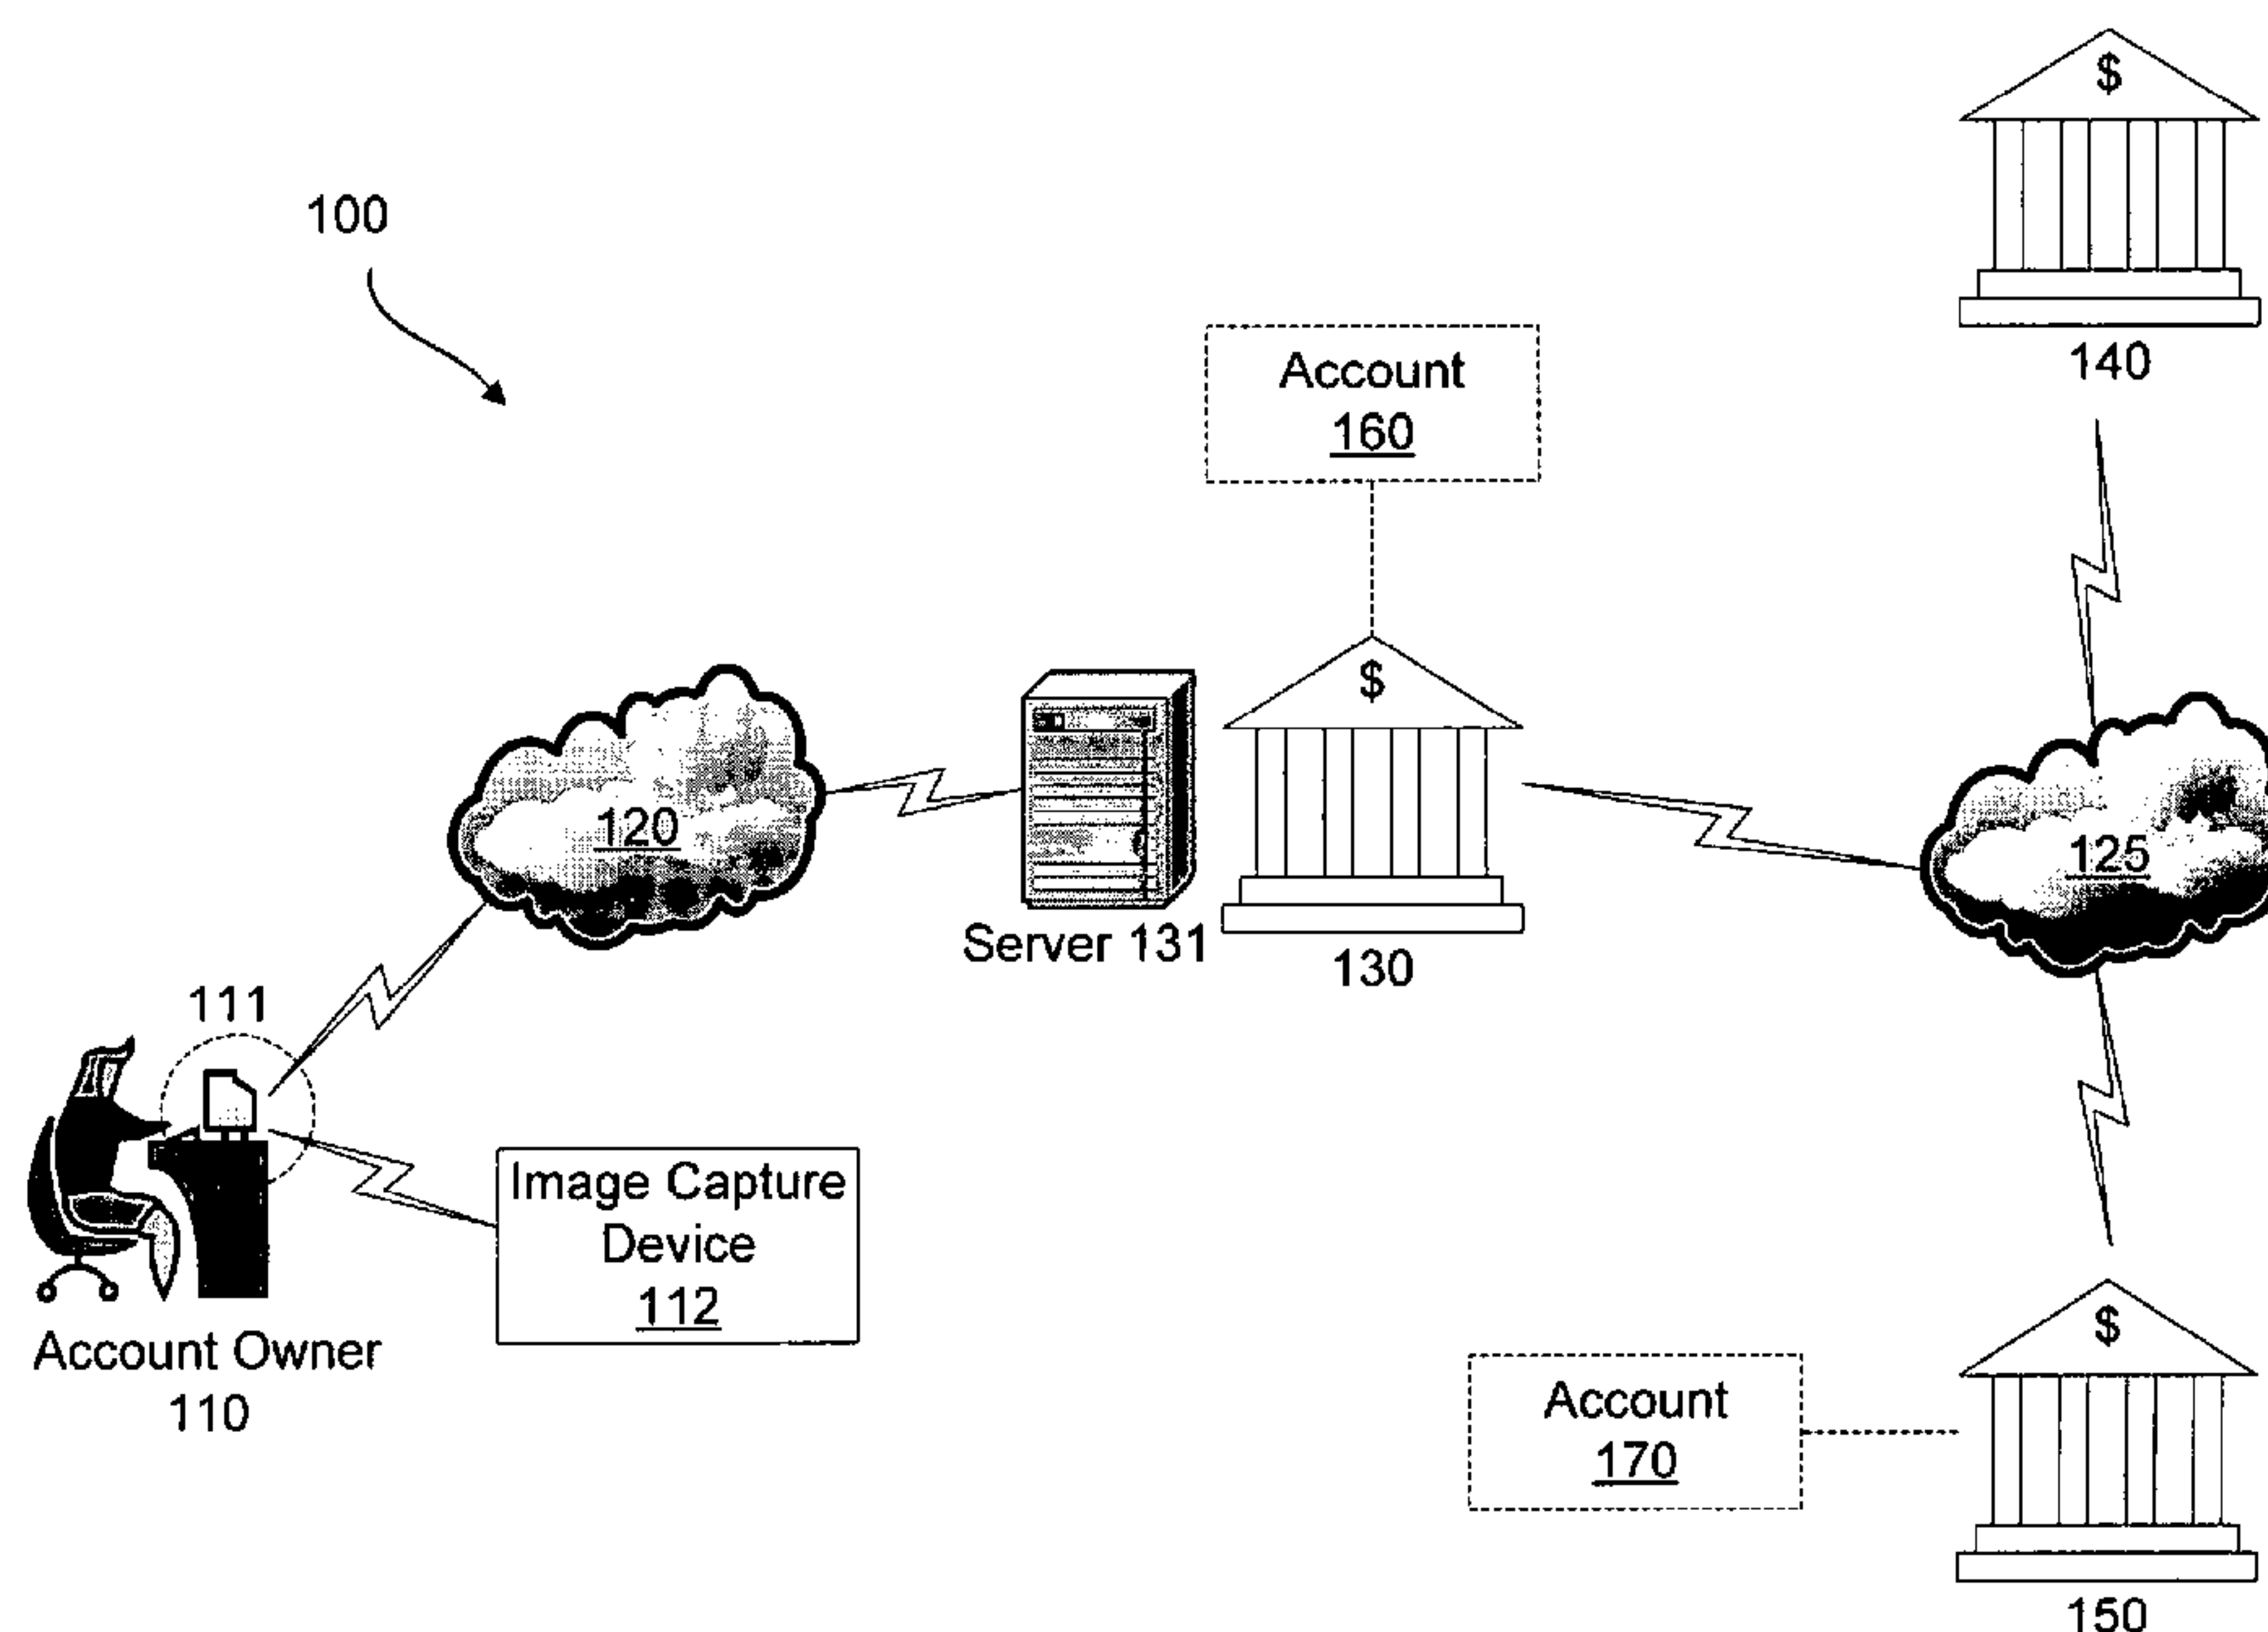 $
140
100
Account
160
$
120
125
Server 131
130
111
Image Capture
Device
112
Account Owner
110
$
Account
170
150